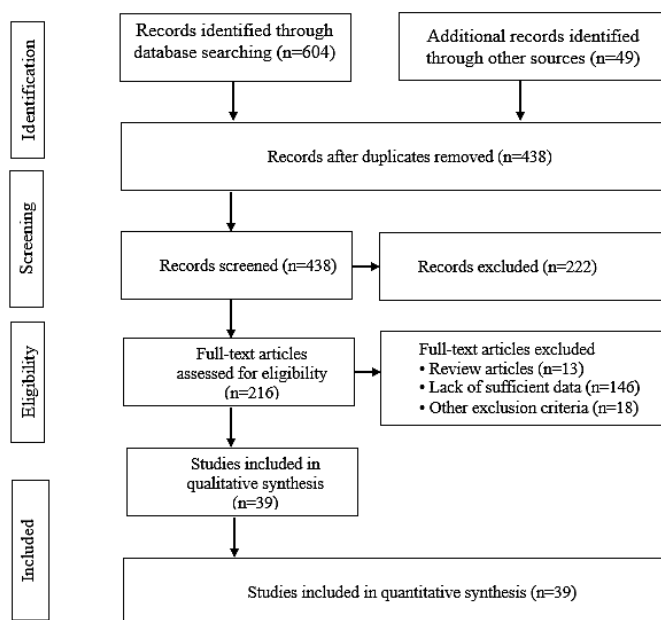 Identification
Records identified through
database searching (n=604)
Additional records identified
through other sources (n=49)
Records after duplicates removed (n=438)
Screening
Records screened (n=438)
Records excluded (n=222)
Eligibility
Full-text articles
assessed for eligibility
(n=216)
Full-text articles excluded
• Review articles (n=13)
• Lack of sufficient data (n=146)
• Other exclusion criteria (n=18)
Included
Studies included in
qualitative synthesis
(n=39)
Studies included in quantitative synthesis (n=39)